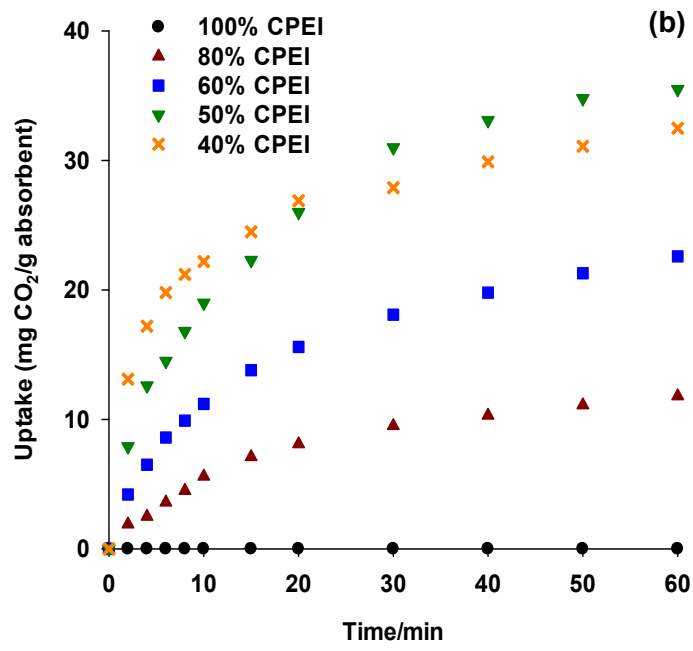 (b)
100% CPEI
80% CPEI
60% CPEI
50% CPEI
40% CPEI
Uptake (mg CO₂/g absorbent)
40
30
20
10
0
0 10 20 30 40 50 60
Time/min